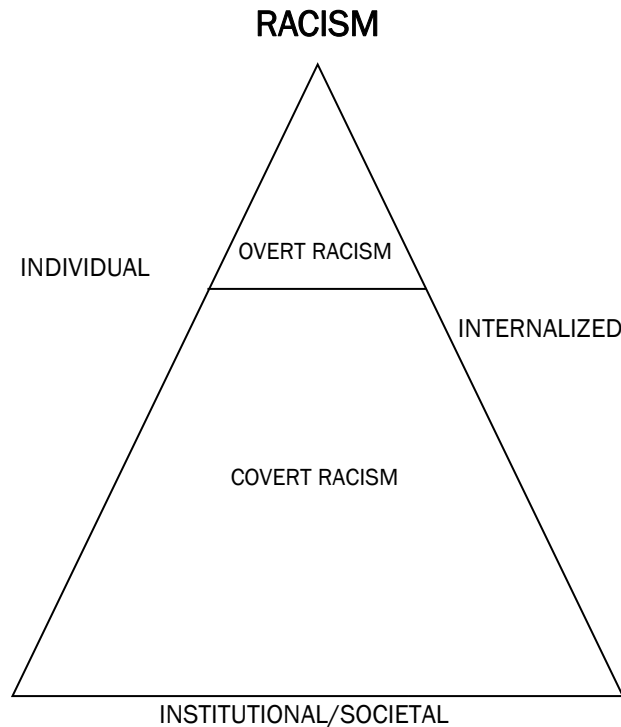 RACISM
OVERT RACISM
INDIVIDUAL
INTERNALIZED
COVERT RACISM
INSTITUTIONAL/SOCIETAL